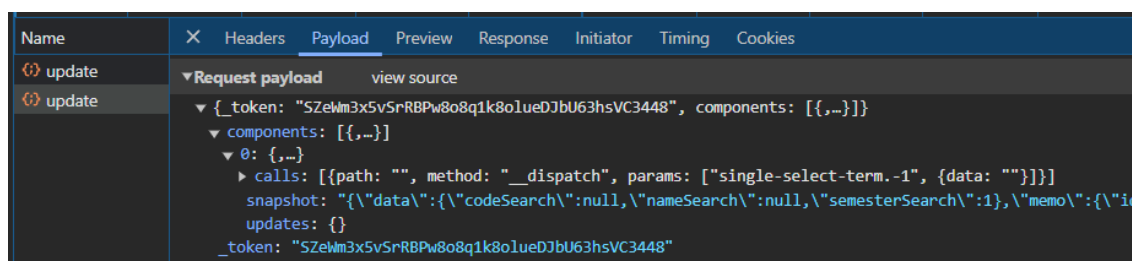 Name Headers Payload Preview Response Initiator Timing Cookies
update
update
▼Request payload view source
▼{_token: "SZeWm3x5vSrRBPw8o8q1k8olueDJbU63hsVC3448", components: [{,…}]}
▼components: [{,…}]
▼0: {,…}
▶calls: [{path: "", method: "__dispatch", params: ["single-select-term.-1", {data: ""}]}]
snapshot: "{\"data\":{\"codeSearch\":null,\"nameSearch\":null,\"semesterSearch\":1},\"memo\":{\"
updates: {}
_token: "SZeWm3x5vSrRBPw8o8q1k8olueDJbU63hsVC3448"